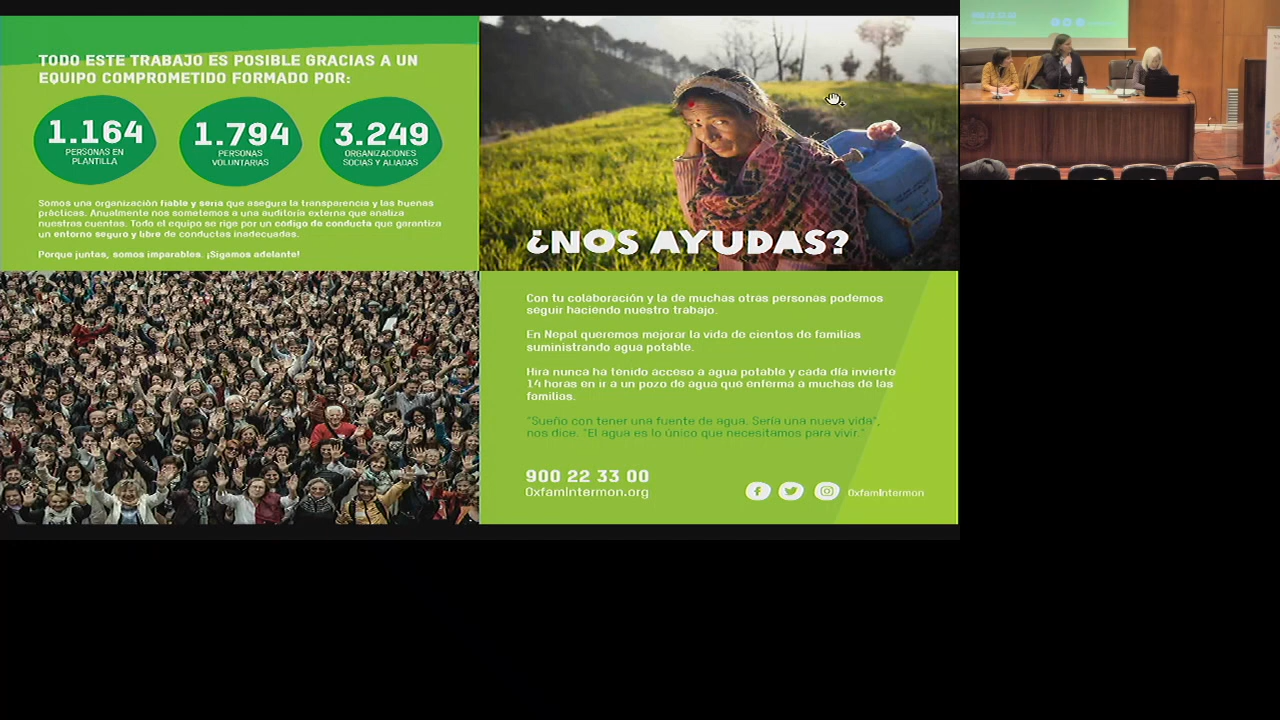 TODO ESTE TRABAJO ES POSIBLE GRACIAS A UN
EQUIPO COMPROMETIDO FORMADO POR:
1.164
PERSONAS EN
PLANTILLA
1.794
PERSONAS
VOLUNTARIAS
3.249
ORGANIZACIONES
SOCIAS Y ALIADAS
Somos una organización fiable y seria que asegura la transparencia y las buenas
prácticas. Anualmente nos sometemos a una auditoría externa que analiza
nuestras cuentas. Todo el equipo se rige por un código de conducta que garantiza
un entorno seguro y libre de conductas inadecuadas.
Porque juntas, somos imparables. ¡Sigamos adelante!
¿NOS AYUDAS?
Con tu colaboración y la de muchas otras personas podemos
seguir haciendo nuestro trabajo.
En Nepal queremos mejorar la vida de cientos de familias
suministrando agua potable.
Hira nunca ha tenido acceso a agua potable y cada día invierte
14 horas en ir a un pozo de agua que enferma a muchas de las
familias.
"Sueño con tener una fuente de agua. Sería una nueva vida",
nos dice. "El agua es lo único que necesitamos para vivir."
900 22 33 00
OxfamIntermon.org
OxfamIntermon
900 22 33 00